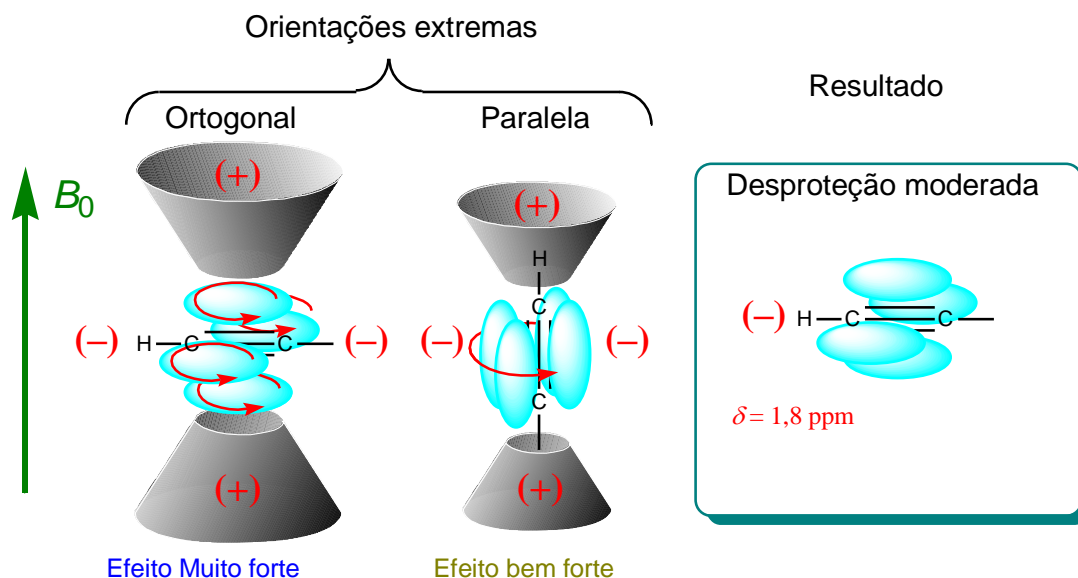 Orientações extremas
Ortogonal
Paralela
Resultado
B0
(+)
(+)
Desproteção moderada
H
C
(−) H C C (−)
(−) (−)
(−) H C C
C
δ = 1,8 ppm
(+)
(+)
Efeito Muito forte
Efeito bem forte